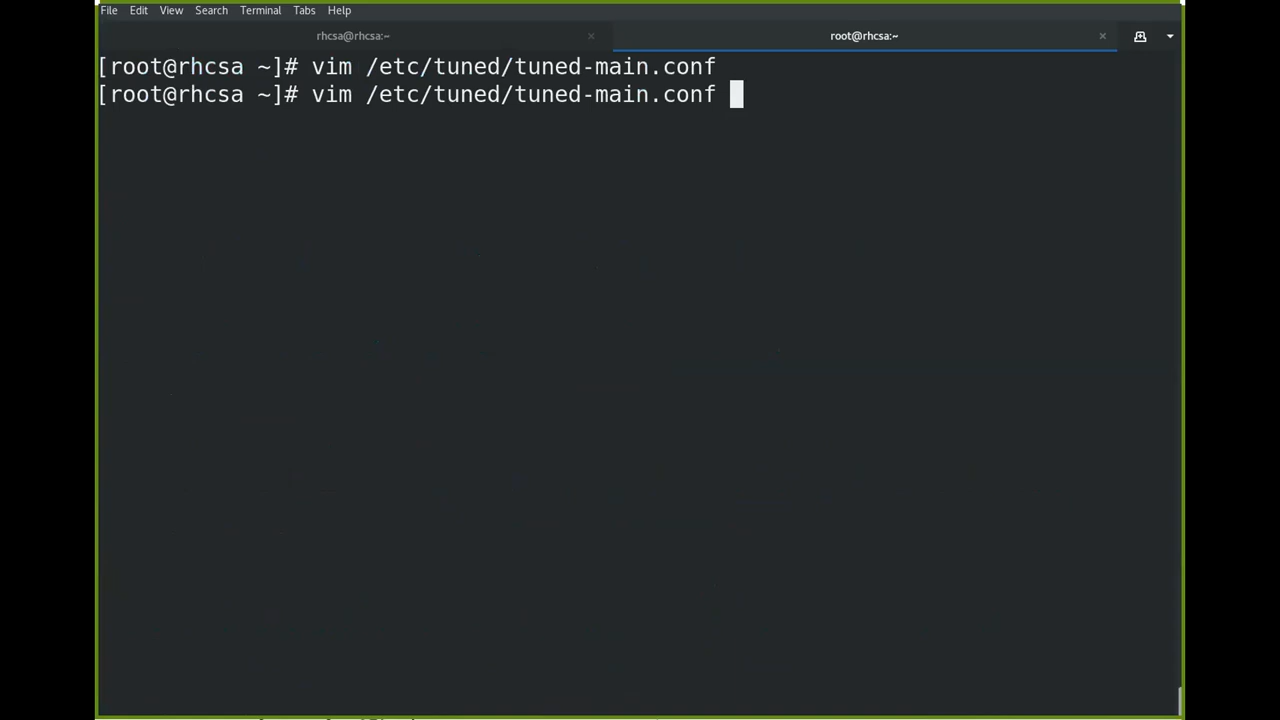 File Edit View Search Terminal Tabs Help
rhcsa@rhcsa:~ × root@rhcsa:~ ×
[root@rhcsa ~]# vim /etc/tuned/tuned-main.conf
[root@rhcsa ~]# vim /etc/tuned/tuned-main.conf